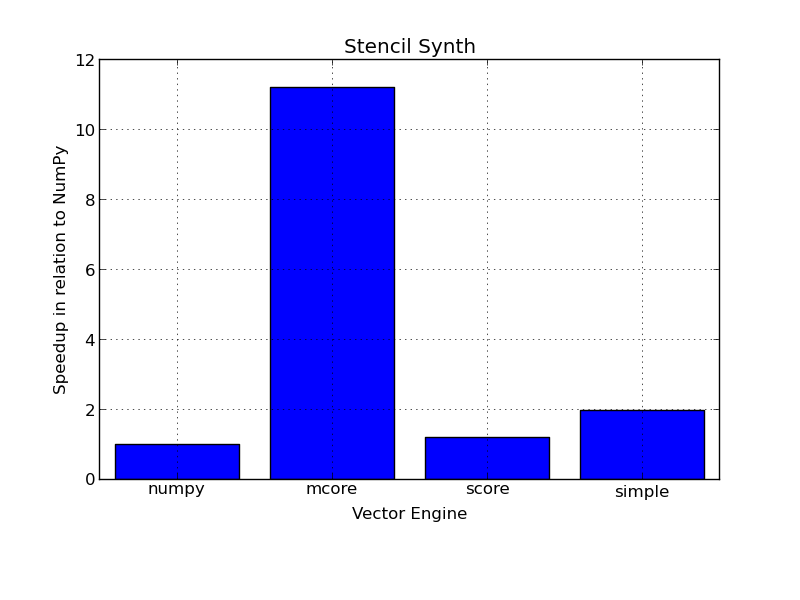 Stencil Synth
12
10
8
6
4
2
0
Speedup in relation to NumPy
numpy mcore score simple
Vector Engine